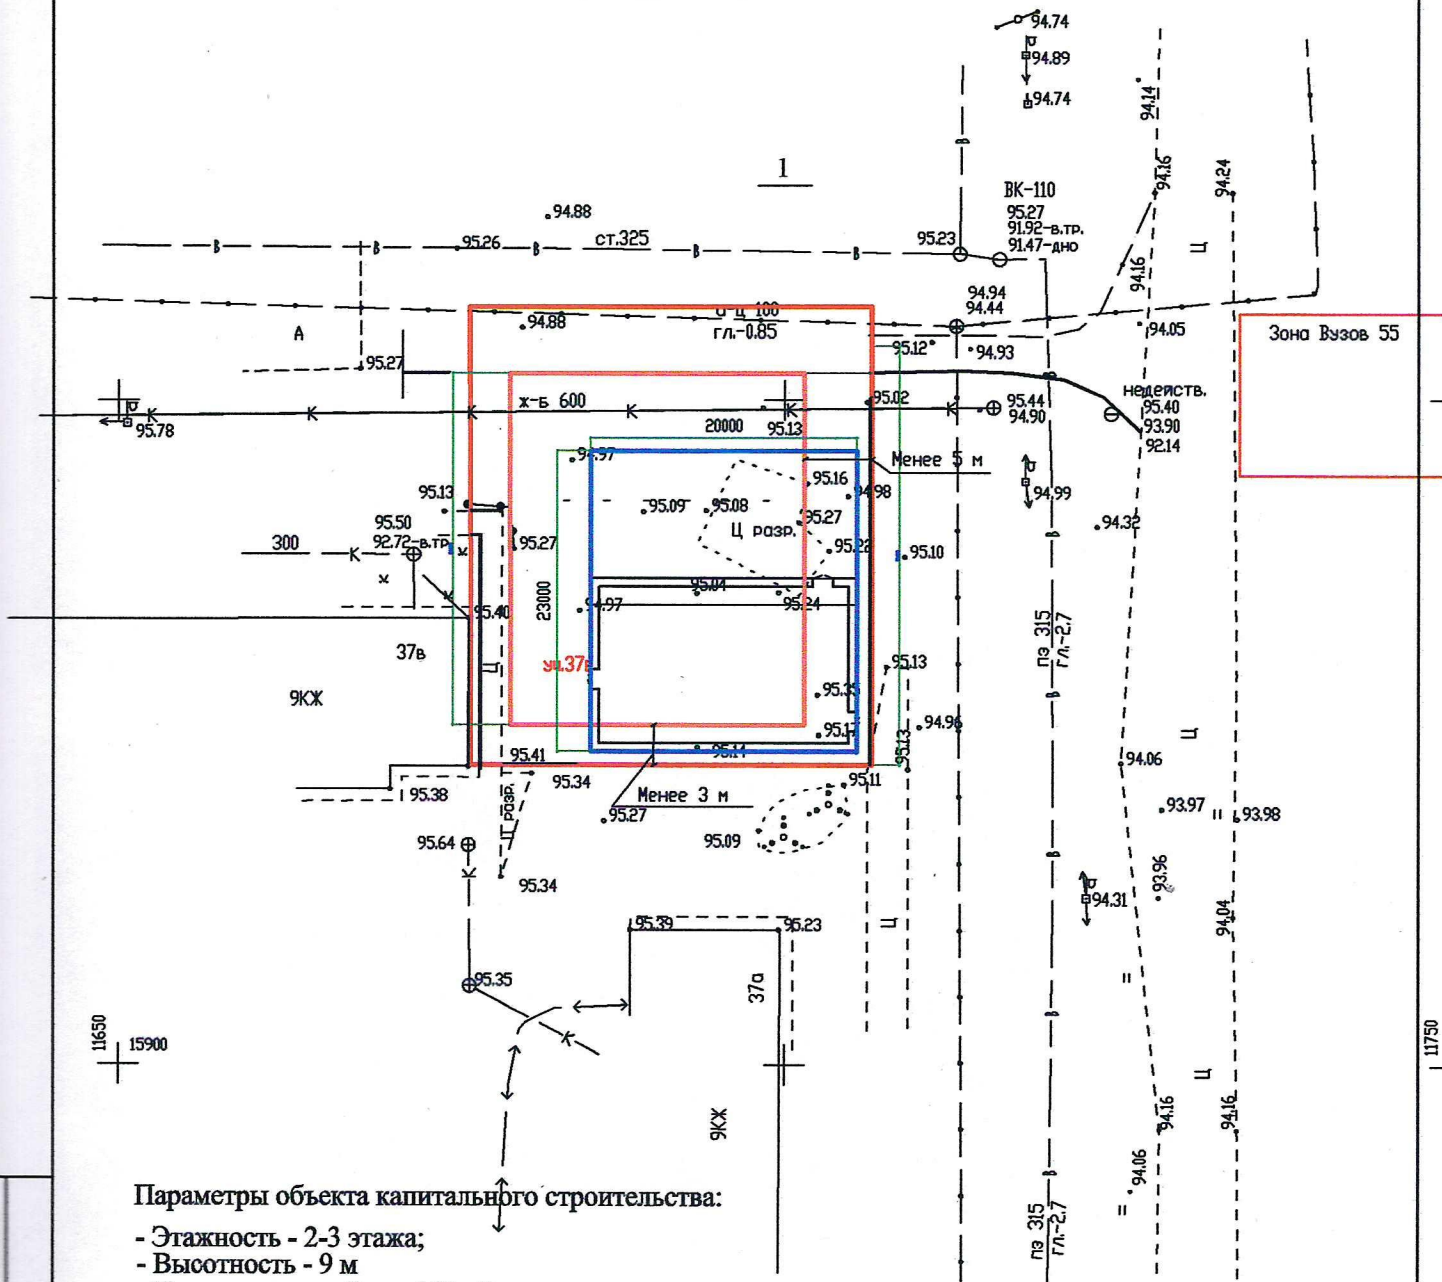 94.74
94.89
94.74
94.14
94.16
94.24
1
ВК-110
94.88
95.27
91.92-в.тр.
91.47-дно
В В 95.26 В ст.325 В В 95.23
Ц
94.16
94.94
94.44
а-ц 100
гл.-0.85
94.88
94.05
Зона Вузов 55
А
95.27
95.12
94.93
недейств.
95.40
93.90
92.14
К К К ж-Б 600 К К К
95.02
95.44
94.90
95.78
20000
95.13
Менее 5 м
94.97
95.16
94.98
94.99
95.13
95.50
92.72-в.тр.
95.09
95.08
95.27
Ц разр.
94.32
300
К
95.27
95.22
95.10
95.04
95.24
23000
94.97
95.40
пэ 315
гл.-2.7
37в
уч.37в
95.13
9КЖ
95.35
95.17
94.96
95.13
Ц
95.14
95.41
95.34
94.06
95.11
95.38
Менее 3 м
Ц разр.
95.27
93.97
93.98
95.64
95.09
К
95.34
93.96
94.31
94.04
95.39
95.23
Ц
95.35
37а
К
11650
15900
11750
Ц
9КЖ
94.16
94.16
94.06
Параметры объекта капитального строительства:
- Этажность - 2-3 этажа;
- Высотность - 9 м
пэ 315
гл.-2.7